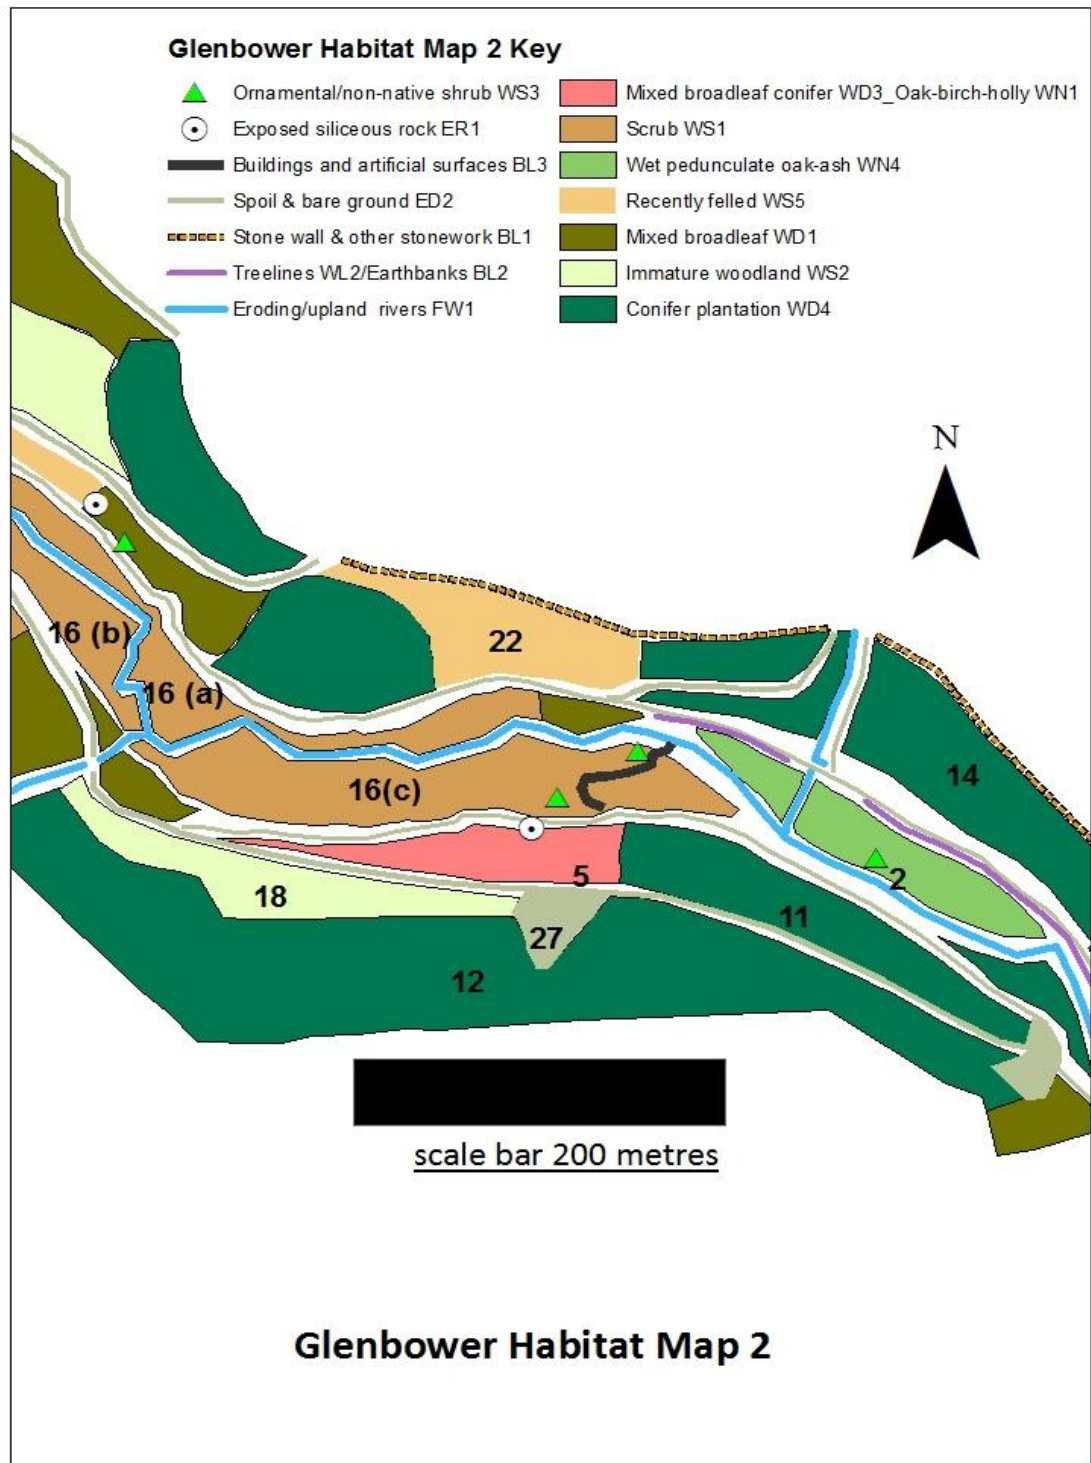 Glenbower Habitat Map 2 Key
Ornamental/non-native shrub WS3
Exposed siliceous rock ER1
Buildings and artificial surfaces BL3
Spoil & bare ground ED2
Stone wall & other stonework BL1
Treelines WL2/Earthbanks BL2
Eroding/upland rivers FW1
Mixed broadleaf conifer WD3_Oak-birch-holly WN1
Scrub WS1
Wet pedunculate oak-ash WN4
Recently felled WS5
Mixed broadleaf WD1
Immature woodland WS2
Conifer plantation WD4
N
16 (b)
22
16 (a)
14
16(c)
5
2
18
11
27
12
scale bar 200 metres
Glenbower Habitat Map 2